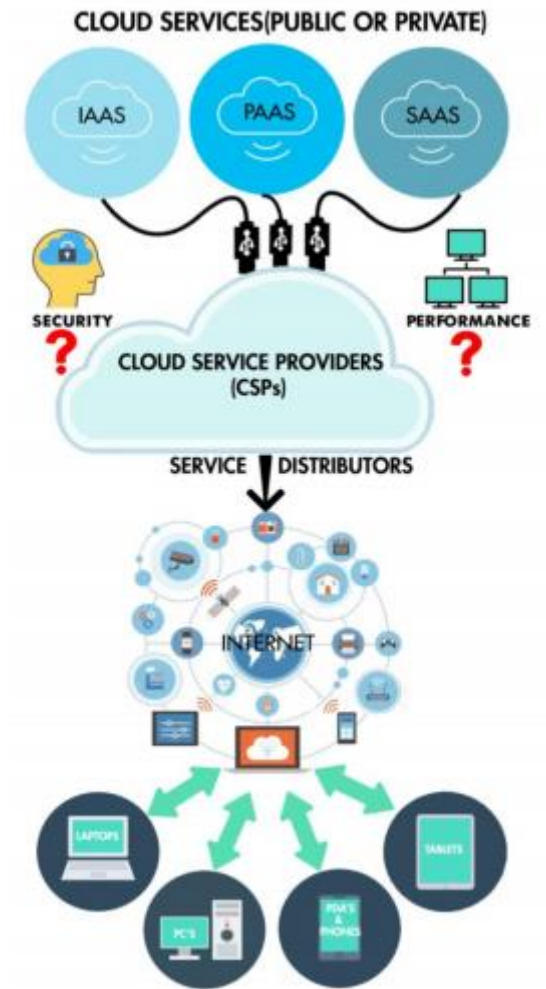 CLOUD SERVICES(PUBLIC OR PRIVATE)
IAAS
PAAS
SAAS
SECURITY
?
PERFORMANCE
?
CLOUD SERVICE PROVIDERS
(CSPs)
SERVICE DISTRIBUTORS
INTERNET
LAPTOPS
TABLETS
PC'S
PDA'S
&
PHONES